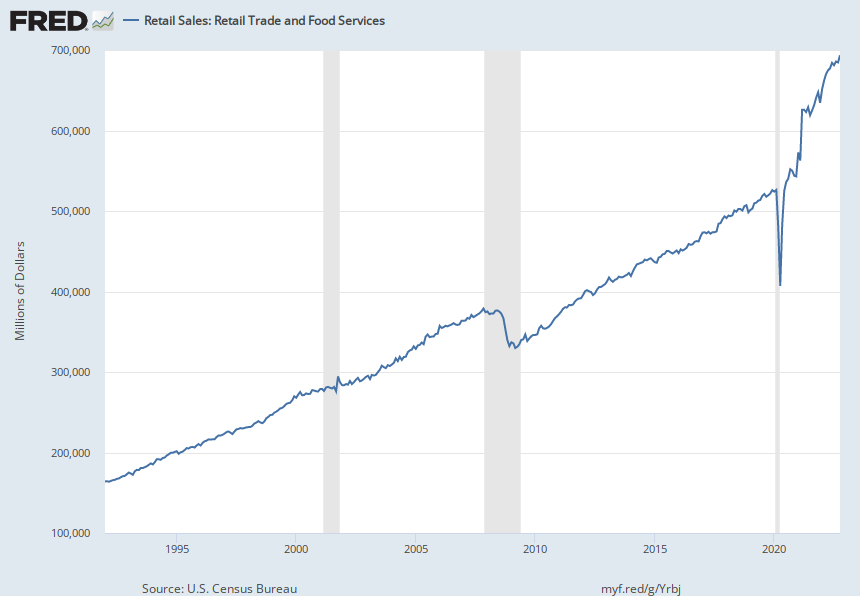 FRED Retail Sales: Retail Trade and Food Services
700,000
600,000
500,000
400,000
300,000
200,000
100,000
Millions of Dollars
1995 2000 2005 2010 2015 2020
Source: U.S. Census Bureau myf.red/g/Yrbj